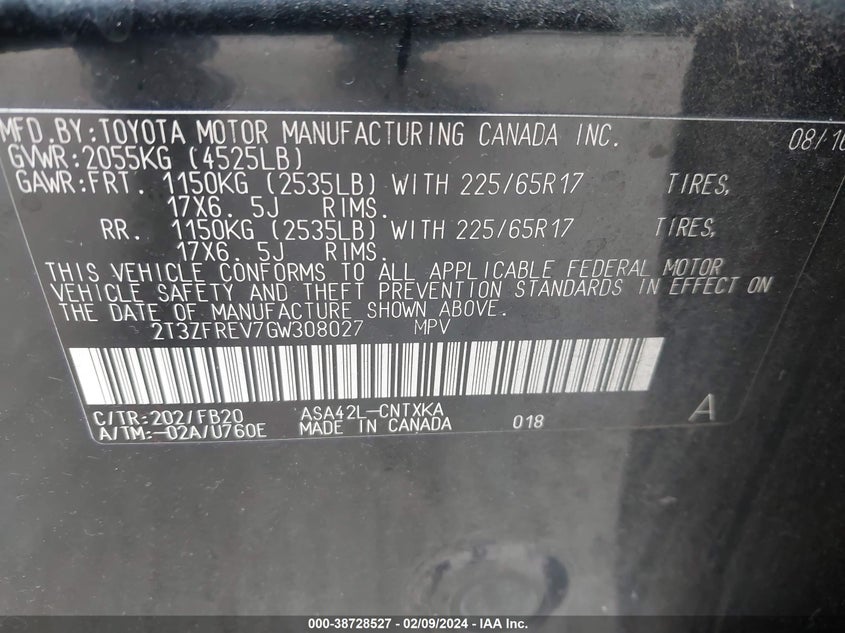 MFD.BY:TOYOTA MOTOR MANUFACTURING CANADA INC. 08/16
GVWR:2055KG (4525LB)
GAWR:FRT. 1150KG (2535LB) WITH 225/65R17 TIRES,
17X6.5J RIMS.
RR. 1150KG (2535LB) WITH 225/65R17 TIRES,
17X6.5J RIMS.
THIS VEHICLE CONFORMS TO ALL APPLICABLE FEDERAL MOTOR
VEHICLE SAFETY AND THEFT PREVENTION STANDARDS IN EFFECT ON
THE DATE OF MANUFACTURE SHOWN ABOVE.
2T3ZFREV7GW308027 MPV
C/TR:202/FB20 ASA42L-CNTXKA
A/TM:-02A/U760E MADE IN CANADA 018 A
000-38728527 - 02/09/2024 - IAA Inc.